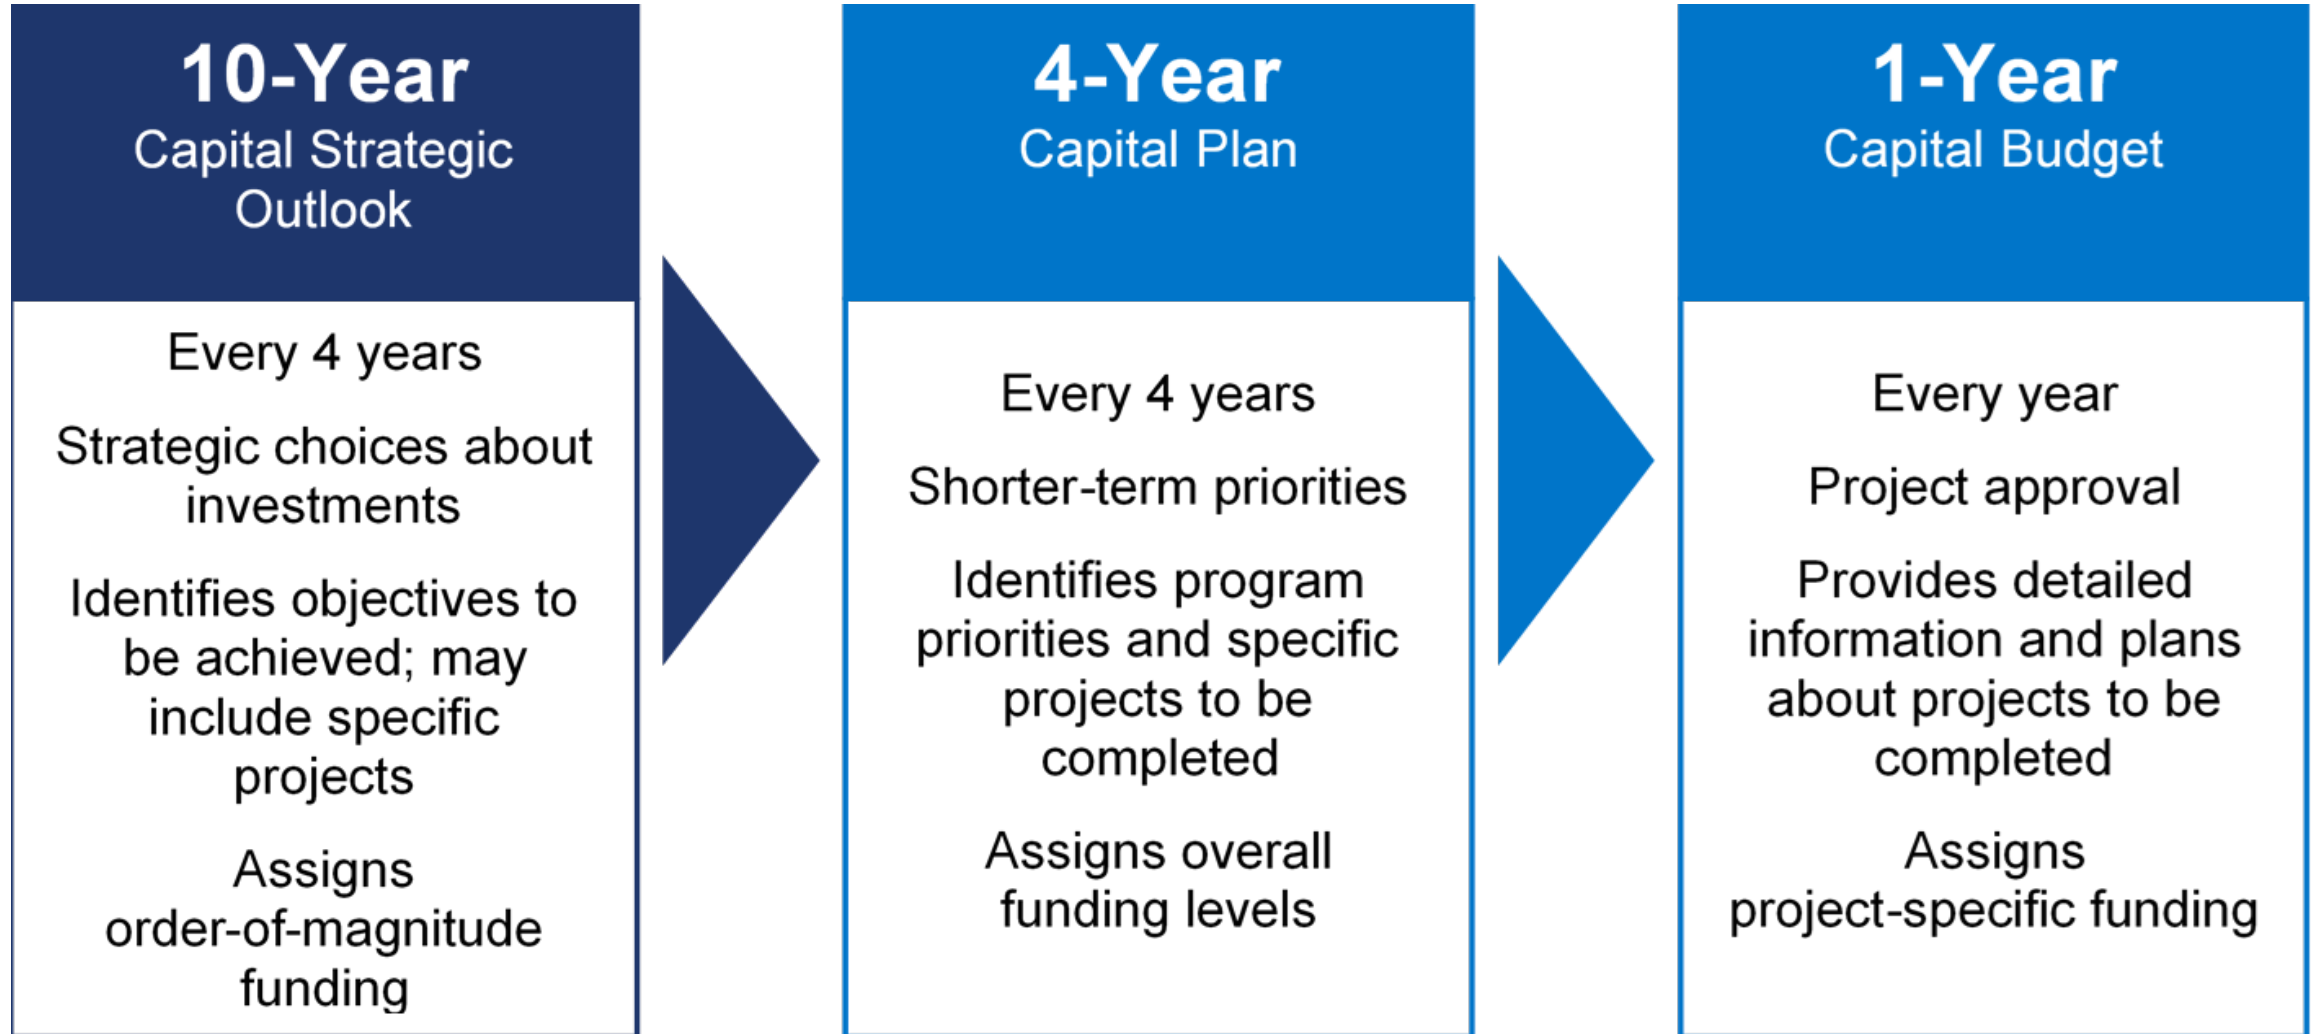 10-Year
Capital Strategic
Outlook
Every 4 years
Strategic choices about
investments
Identifies objectives to
be achieved; may
include specific
projects
Assigns
order-of-magnitude
funding
4-Year
Capital Plan
Every 4 years
Shorter-term priorities
Identifies program
priorities and specific
projects to be
completed
Assigns overall
funding levels
1-Year
Capital Budget
Every year
Project approval
Provides detailed
information and plans
about projects to be
completed
Assigns
project-specific funding